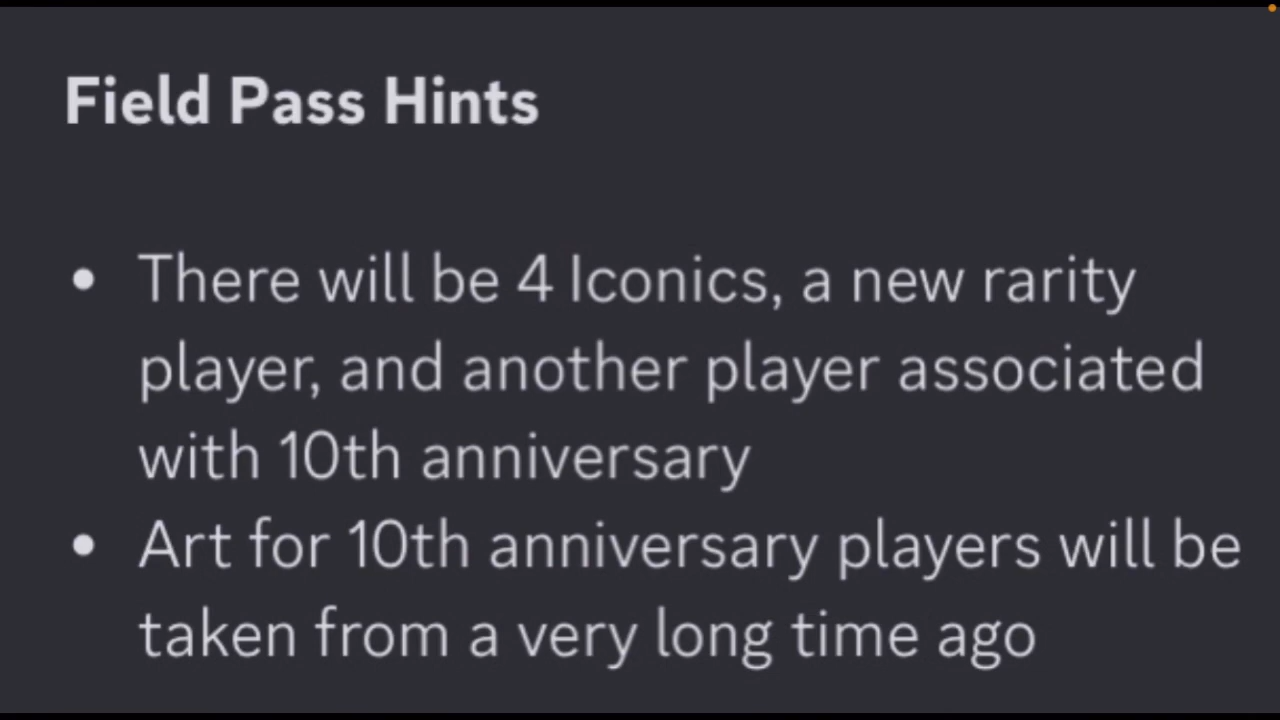 Field Pass Hints
• There will be 4 Iconics, a new rarity
player, and another player associated
with 10th anniversary
• Art for 10th anniversary players will be
taken from a very long time ago